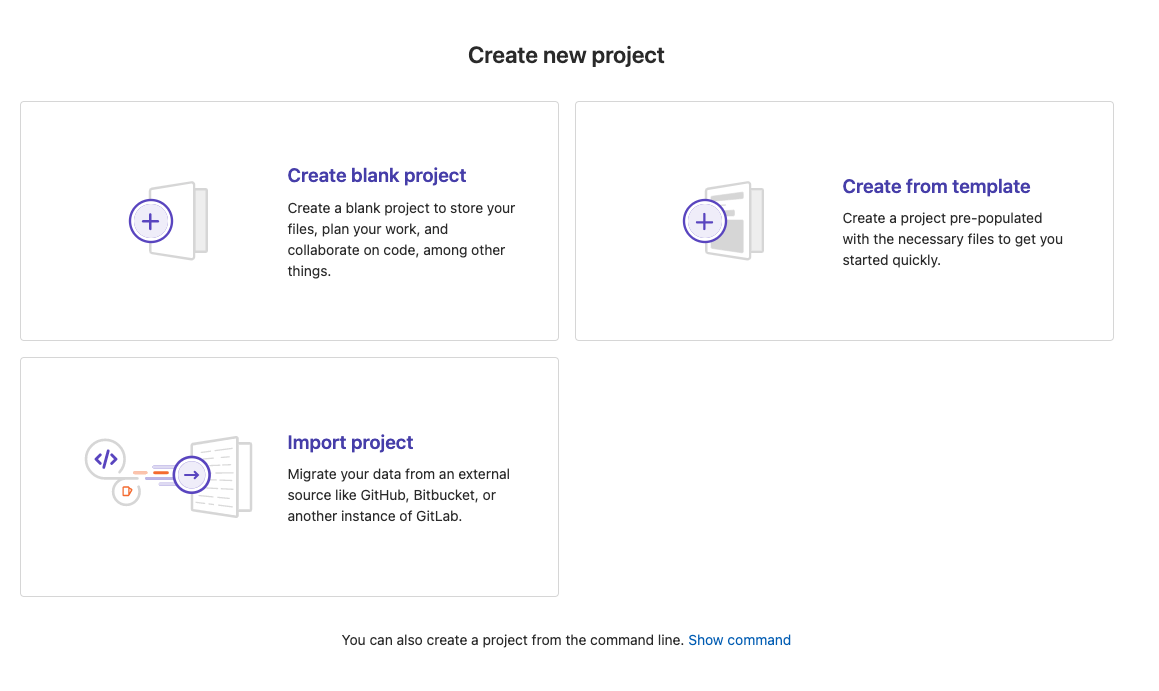 Create new project
Create blank project
Create a blank project to store your
files, plan your work, and
collaborate on code, among other
things.
Create from template
Create a project pre-populated
with the necessary files to get you
started quickly.
Import project
Migrate your data from an external
source like GitHub, Bitbucket, or
another instance of GitLab.
You can also create a project from the command line. Show command